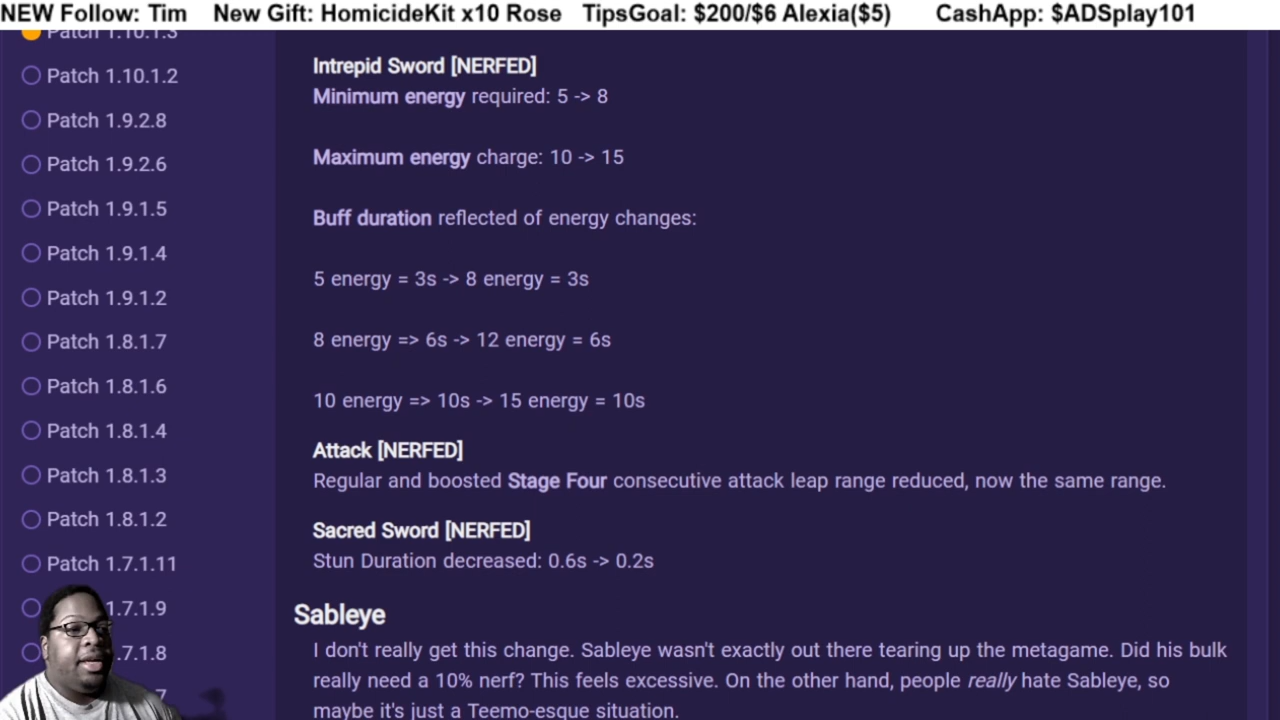 NEW Follow: Tim New Gift: HomicideKit x10 Rose TipsGoal: $200/$6 Alexia($5) CashApp: $ADSplay101
Patch 1.10.1.3
Patch 1.10.1.2
Patch 1.9.2.8
Patch 1.9.2.6
Patch 1.9.1.5
Patch 1.9.1.4
Patch 1.9.1.2
Patch 1.8.1.7
Patch 1.8.1.6
Patch 1.8.1.4
Patch 1.8.1.3
Patch 1.8.1.2
Patch 1.7.1.11
.7.1.9
.7.1.8
Intrepid Sword [NERFED]
Minimum energy required: 5 -> 8
Maximum energy charge: 10 -> 15
Buff duration reflected of energy changes:
5 energy = 3s -> 8 energy = 3s
8 energy => 6s -> 12 energy = 6s
10 energy => 10s -> 15 energy = 10s
Attack [NERFED]
Regular and boosted Stage Four consecutive attack leap range reduced, now the same range.
Sacred Sword [NERFED]
Stun Duration decreased: 0.6s -> 0.2s
Sableye
I don't really get this change. Sableye wasn't exactly out there tearing up the metagame. Did his bulk
really need a 10% nerf? This feels excessive. On the other hand, people really hate Sableye, so
maybe it's just a Teemo-esque situation.